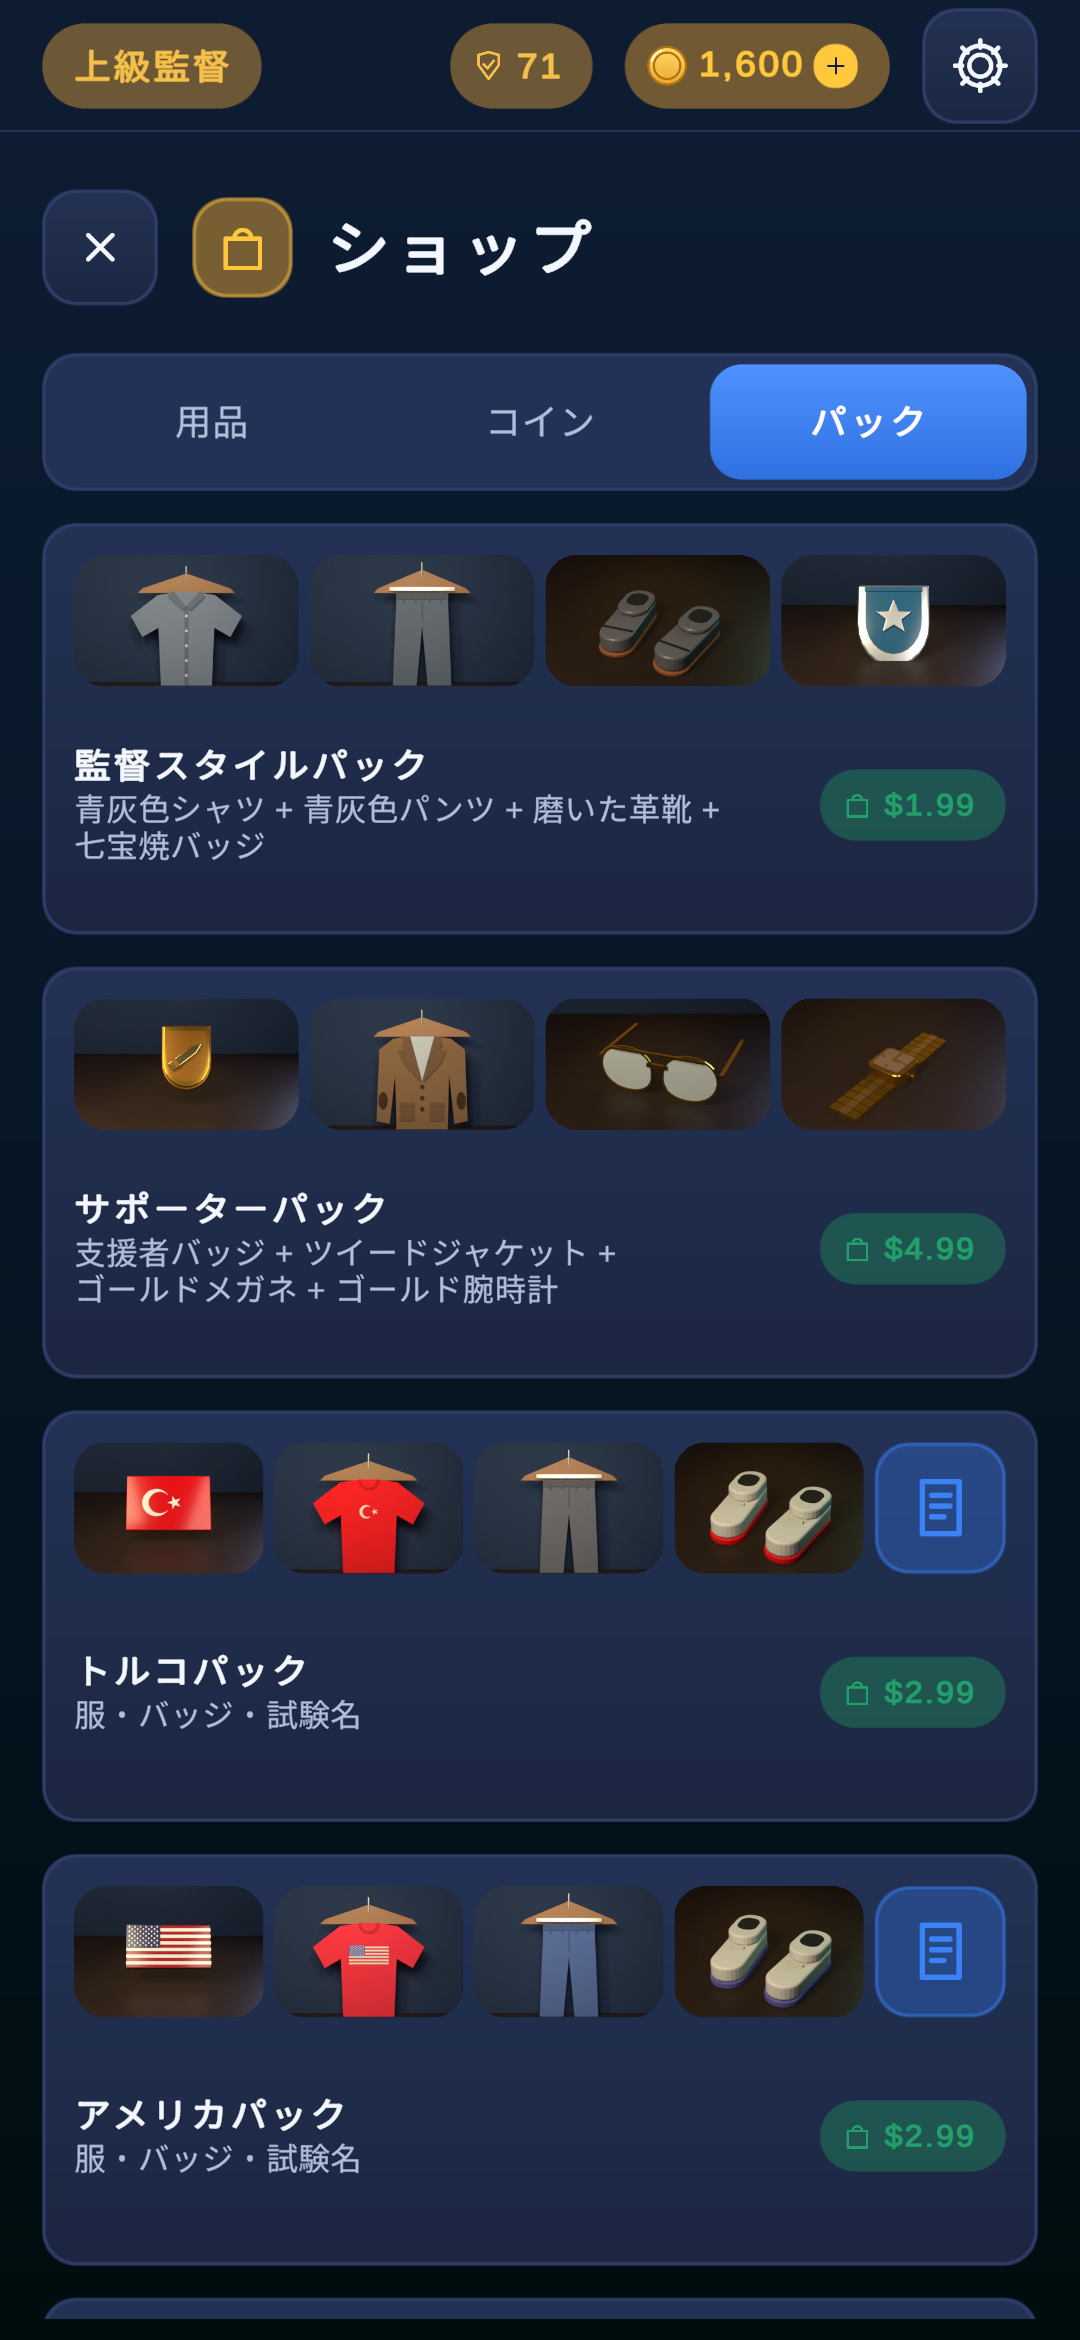 上級監督
71
1,600
ショップ
用品
コイン
パック
監督スタイルパック
青灰色シャツ + 青灰色パンツ + 磨いた革靴 +
七宝焼バッジ
$1.99
サポーターパック
支援者バッジ + ツイードジャケット +
ゴールドメガネ + ゴールド腕時計
$4.99
トルコパック
服・バッジ・試験名
$2.99
アメリカパック
服・バッジ・試験名
$2.99